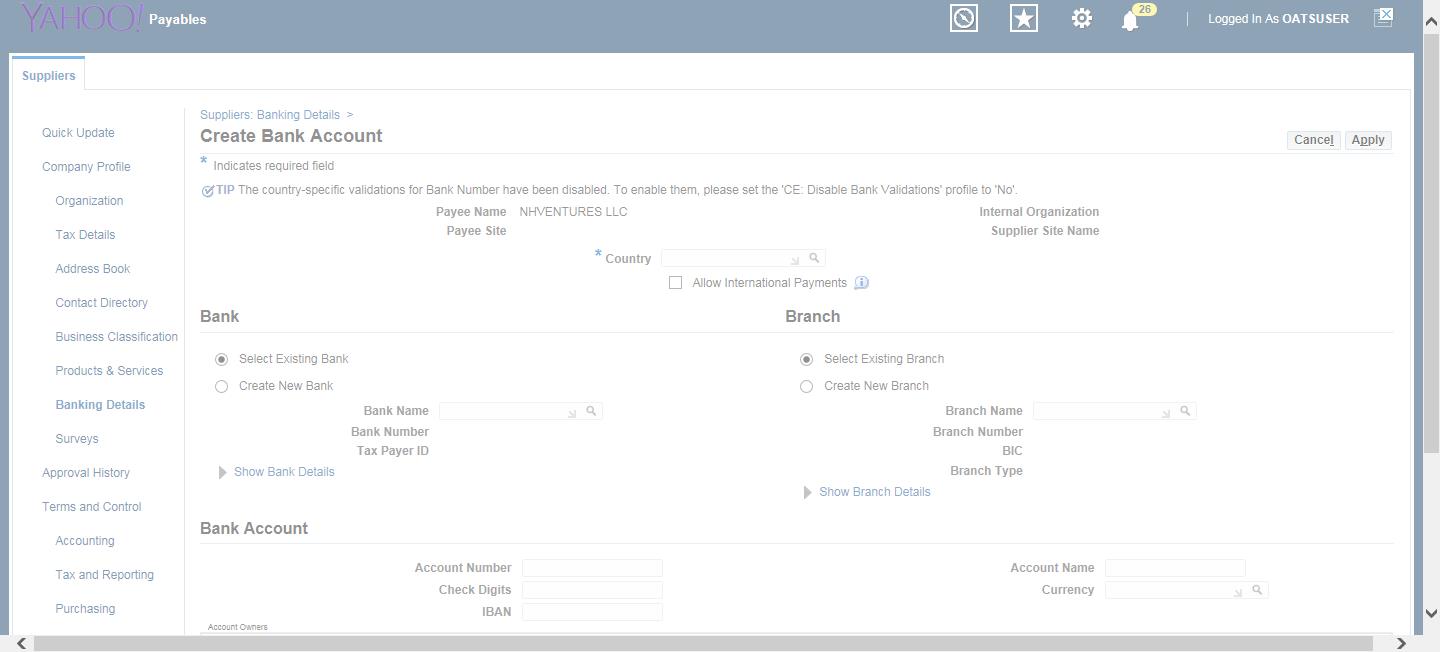 YAHOO! Payables
26
Logged In As OATSUSER
Suppliers
Quick Update
Company Profile
Organization
Tax Details
Address Book
Contact Directory
Business Classification
Products & Services
Banking Details
Surveys
Approval History
Terms and Control
Accounting
Tax and Reporting
Purchasing
Suppliers: Banking Details >
Create Bank Account
Cancel Apply
* Indicates required field
TIP The country-specific validations for Bank Number have been disabled. To enable them, please set the 'CE: Disable Bank Validations' profile to 'No'.
Payee Name NHVENTURES LLC
Payee Site
Internal Organization
Supplier Site Name
* Country
Allow International Payments
Bank
Select Existing Bank
Create New Bank
Bank Name
Bank Number
Tax Payer ID
Show Bank Details
Branch
Select Existing Branch
Create New Branch
Branch Name
Branch Number
BIC
Branch Type
Show Branch Details
Bank Account
Account Number
Check Digits
IBAN
Account Name
Currency
Account Owners